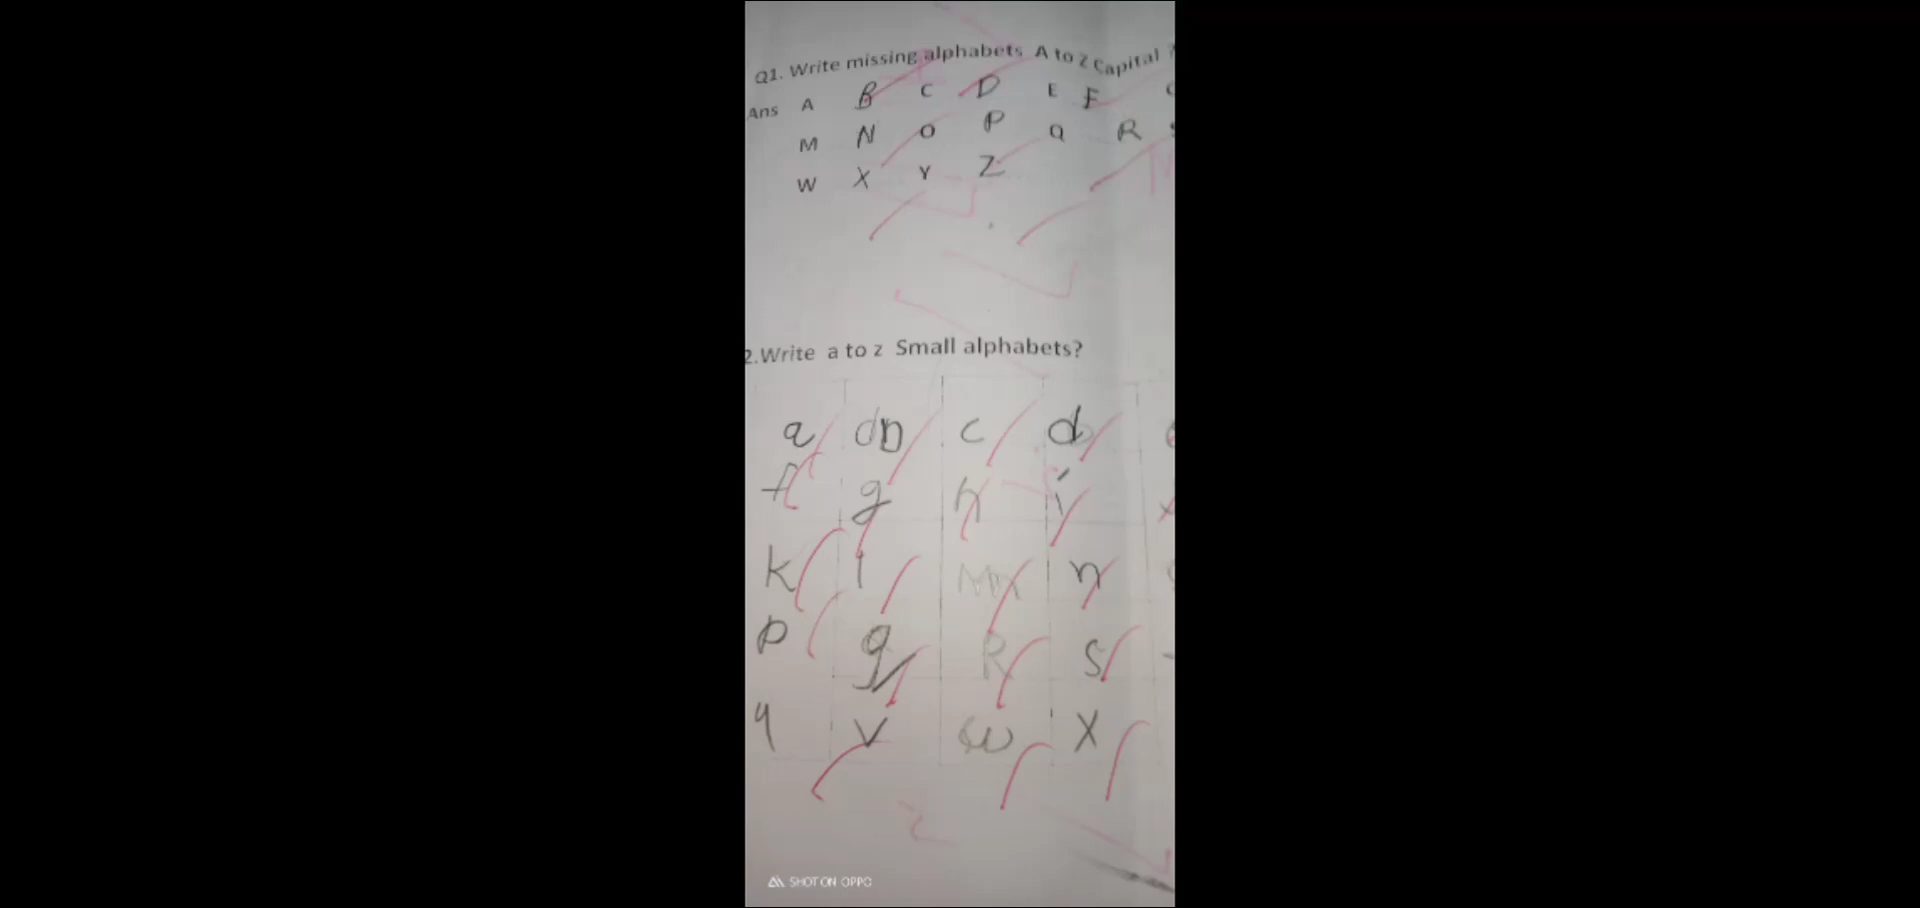 Q1. Write missing alphabets A to Z Capital ?
Ans A B C D E F
M N O P Q R
W X Y Z
2.Write a to z Small alphabets?
a c d
f g h i
k l n
p q R s
v w x
SHOT ON OPPO